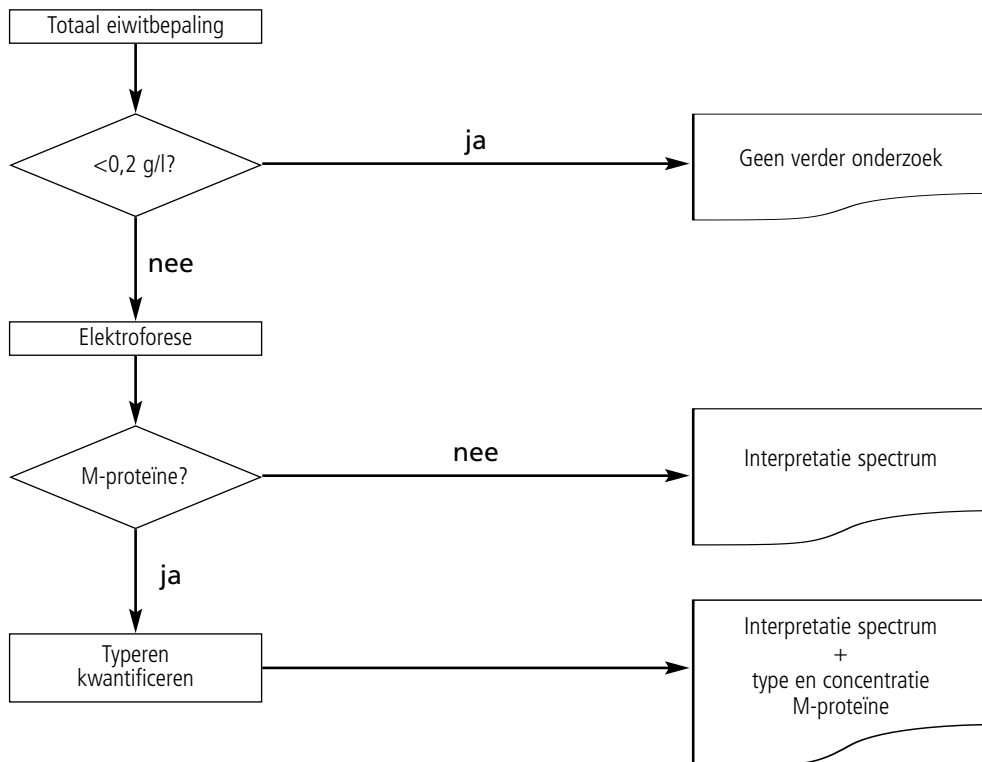 Totaal eiwitbepaling
<0,2 g/l?
ja
Geen verder onderzoek
nee
Elektroforese
M-proteïne?
nee
Interpretatie spectrum
ja
Typeren
kwantificeren
Interpretatie spectrum
+
type en concentratie
M-proteïne